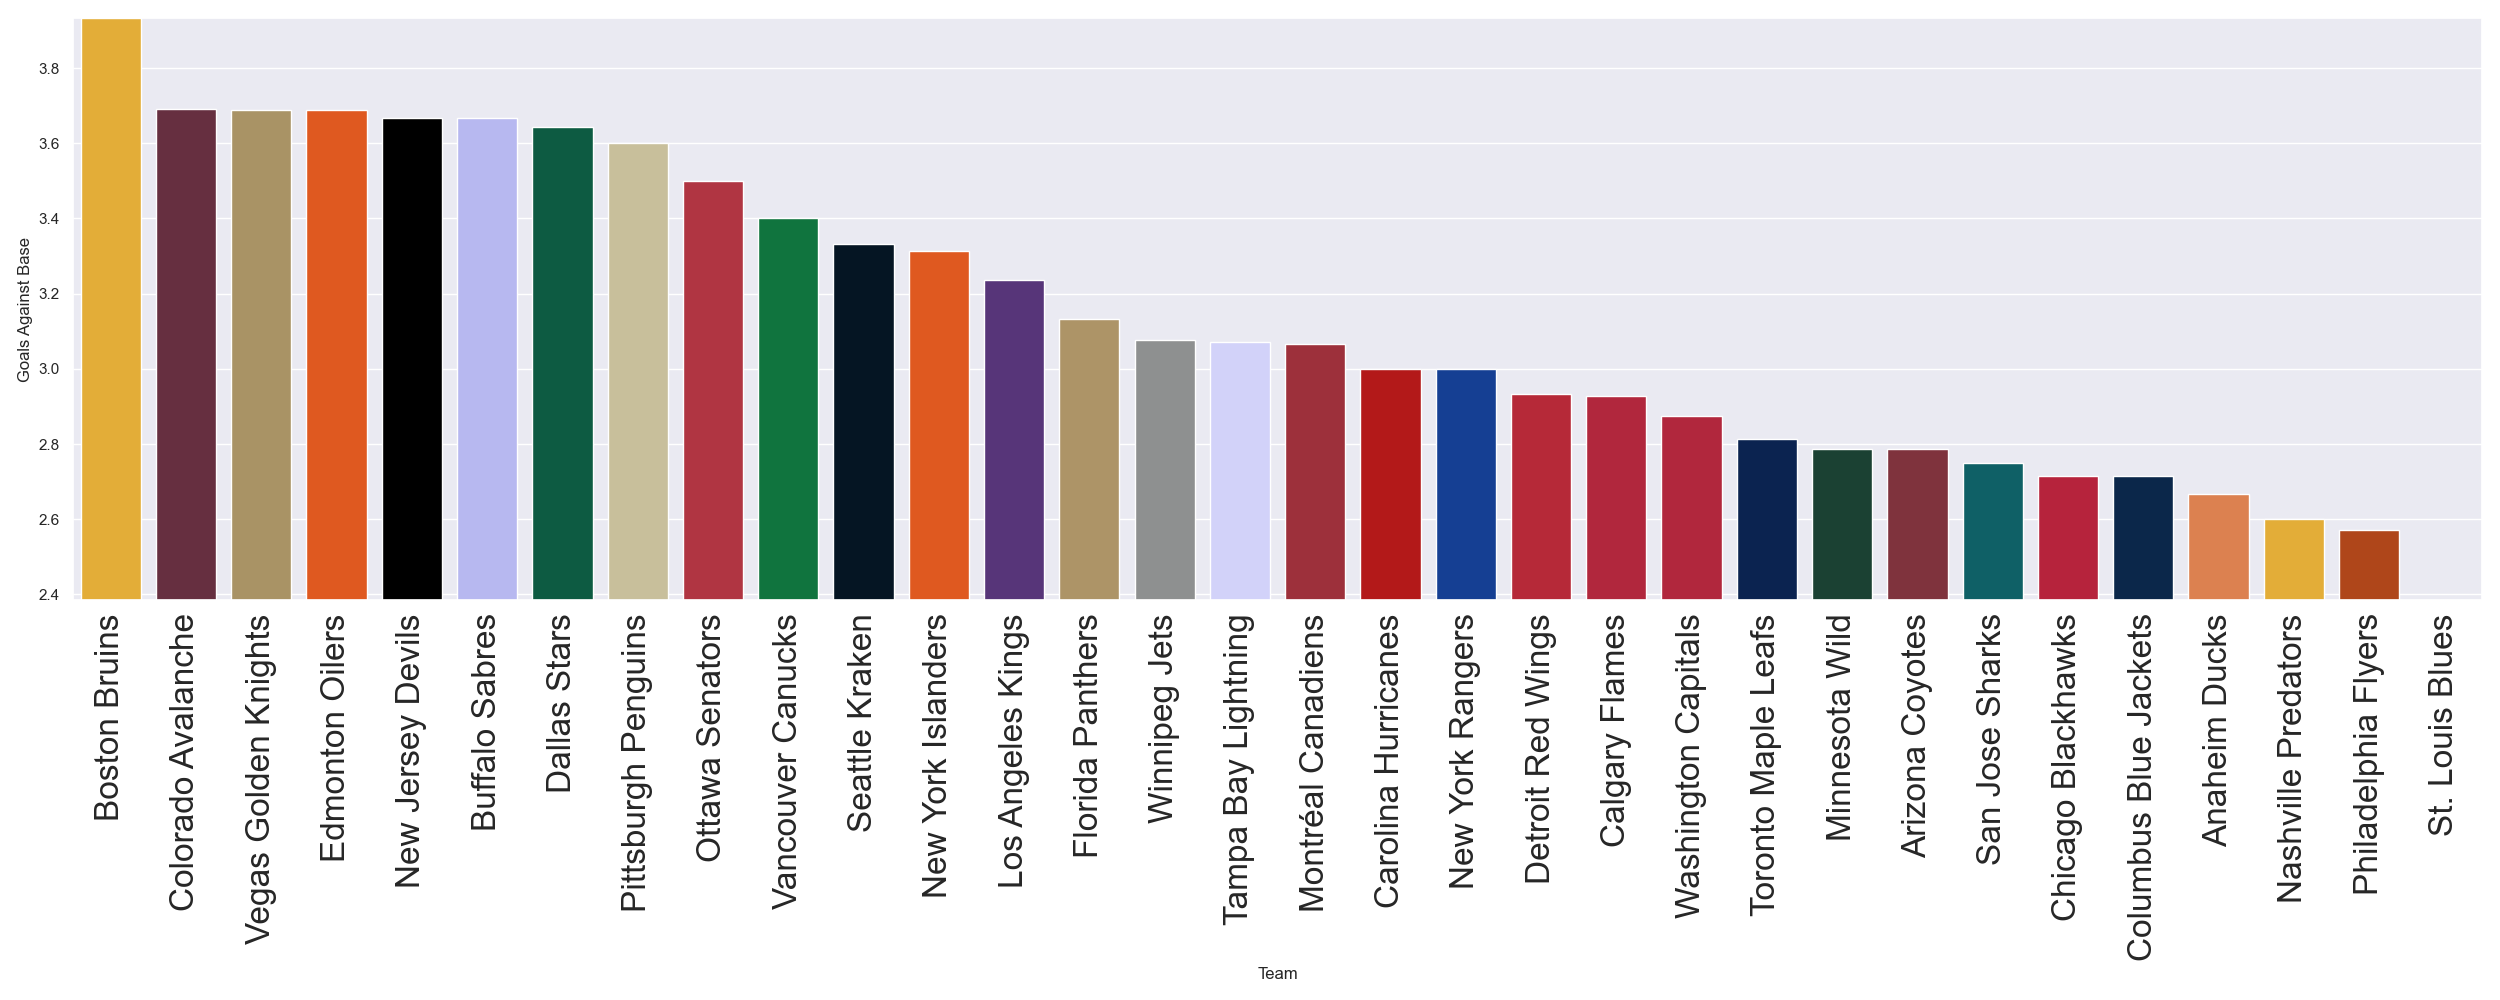 3.8
3.6
3.4
3.2
3.0
2.8
2.6
2.4
Goals Against Base
Boston Bruins
Colorado Avalanche
Vegas Golden Knights
Edmonton Oilers
New Jersey Devils
Buffalo Sabres
Dallas Stars
Pittsburgh Penguins
Ottawa Senators
Vancouver Canucks
Seattle Kraken
New York Islanders
Los Angeles Kings
Florida Panthers
Winnipeg Jets
Tampa Bay Lightning
Montréal Canadiens
Carolina Hurricanes
New York Rangers
Detroit Red Wings
Calgary Flames
Washington Capitals
Toronto Maple Leafs
Minnesota Wild
Arizona Coyotes
San Jose Sharks
Chicago Blackhawks
Columbus Blue Jackets
Anaheim Ducks
Nashville Predators
Philadelphia Flyers
St. Louis Blues
Team